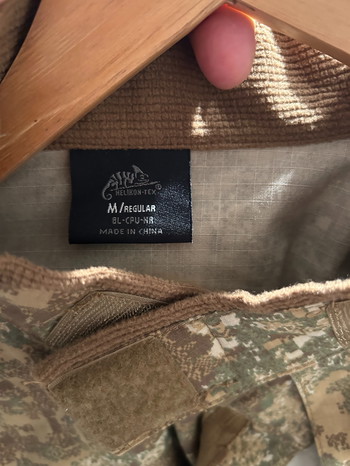 HELIKON-TEX
M/REGULAR
BL-CPU-NR
MADE IN CHINA